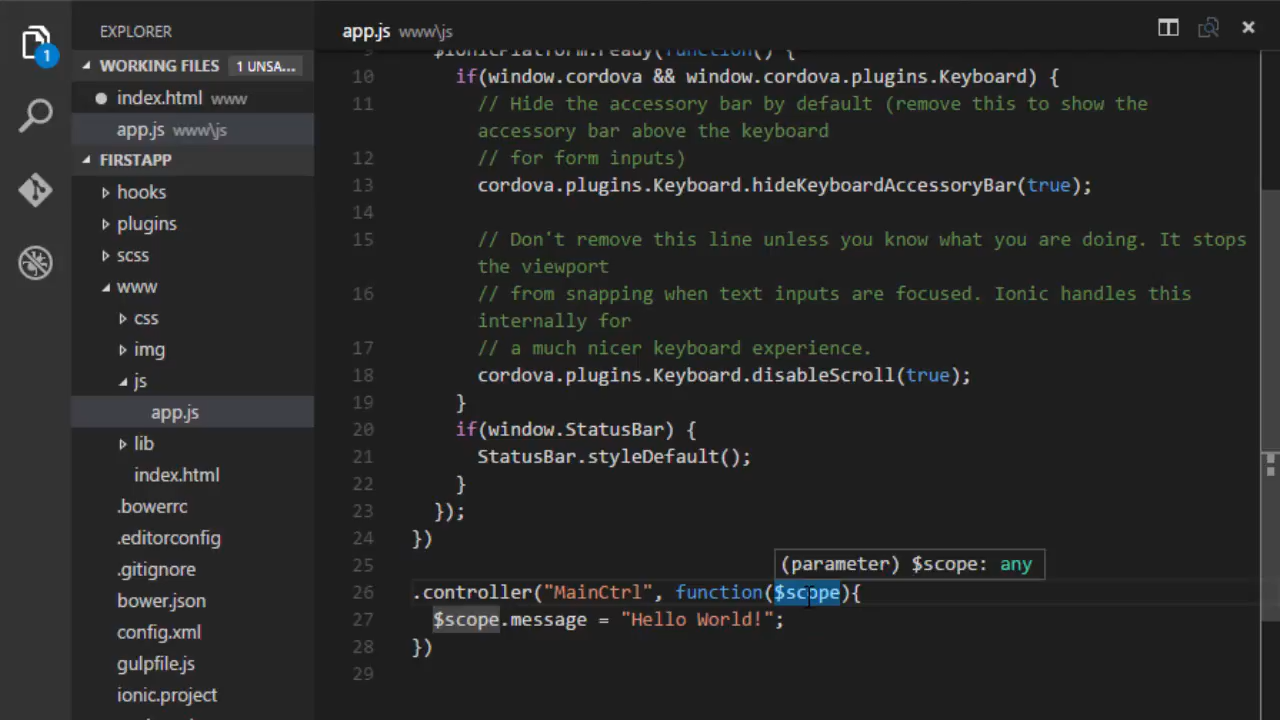 EXPLORER
1
WORKING FILES 1 UNSA...
index.html www
app.js www\js
FIRSTAPP
hooks
plugins
scss
www
css
img
js
app.js
lib
index.html
.bowerrc
.editorconfig
.gitignore
bower.json
config.xml
gulpfile.js
ionic.project
app.js www\js
9 $ionicPlatform.ready(function() {
10 if(window.cordova && window.cordova.plugins.Keyboard) {
11 // Hide the accessory bar by default (remove this to show the
accessory bar above the keyboard
12 // for form inputs)
13 cordova.plugins.Keyboard.hideKeyboardAccessoryBar(true);
14
15 // Don't remove this line unless you know what you are doing. It stops
the viewport
16 // from snapping when text inputs are focused. Ionic handles this
internally for
17 // a much nicer keyboard experience.
18 cordova.plugins.Keyboard.disableScroll(true);
19 }
20 if(window.StatusBar) {
21 StatusBar.styleDefault();
22 }
23 });
24 })
25
(parameter) $scope: any
26 .controller("MainCtrl", function($scope){
27 $scope.message = "Hello World!";
28 })
29